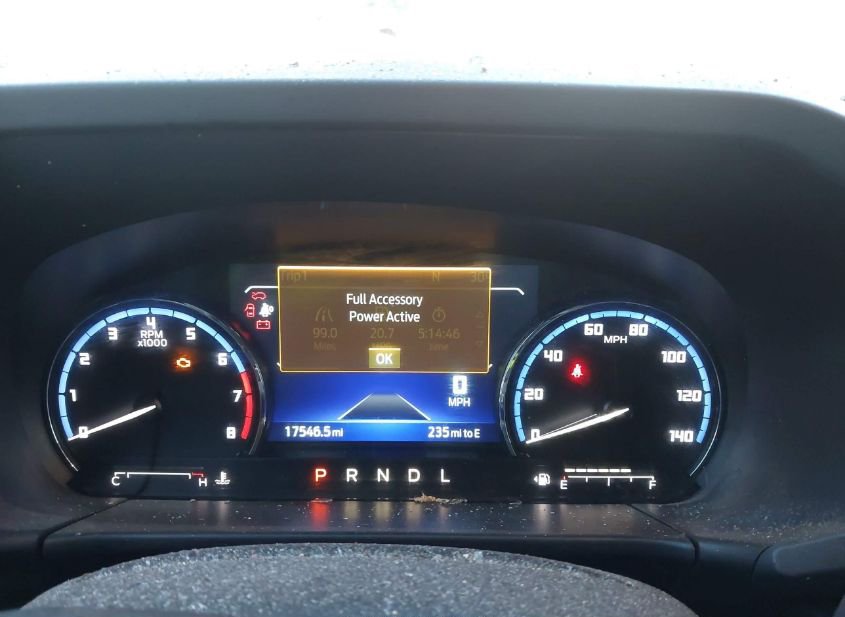 Trip1 N 30°
Full Accessory
Power Active
99.0 20.7 5:14:46
Miles Time
OK
0
MPH
17546.5 mi 235 mi to E
0 1 2 3 4 5 6 7 8
RPM
x1000
0 20 40 60 80 100 120 140
MPH
C H
P R N D L
E F